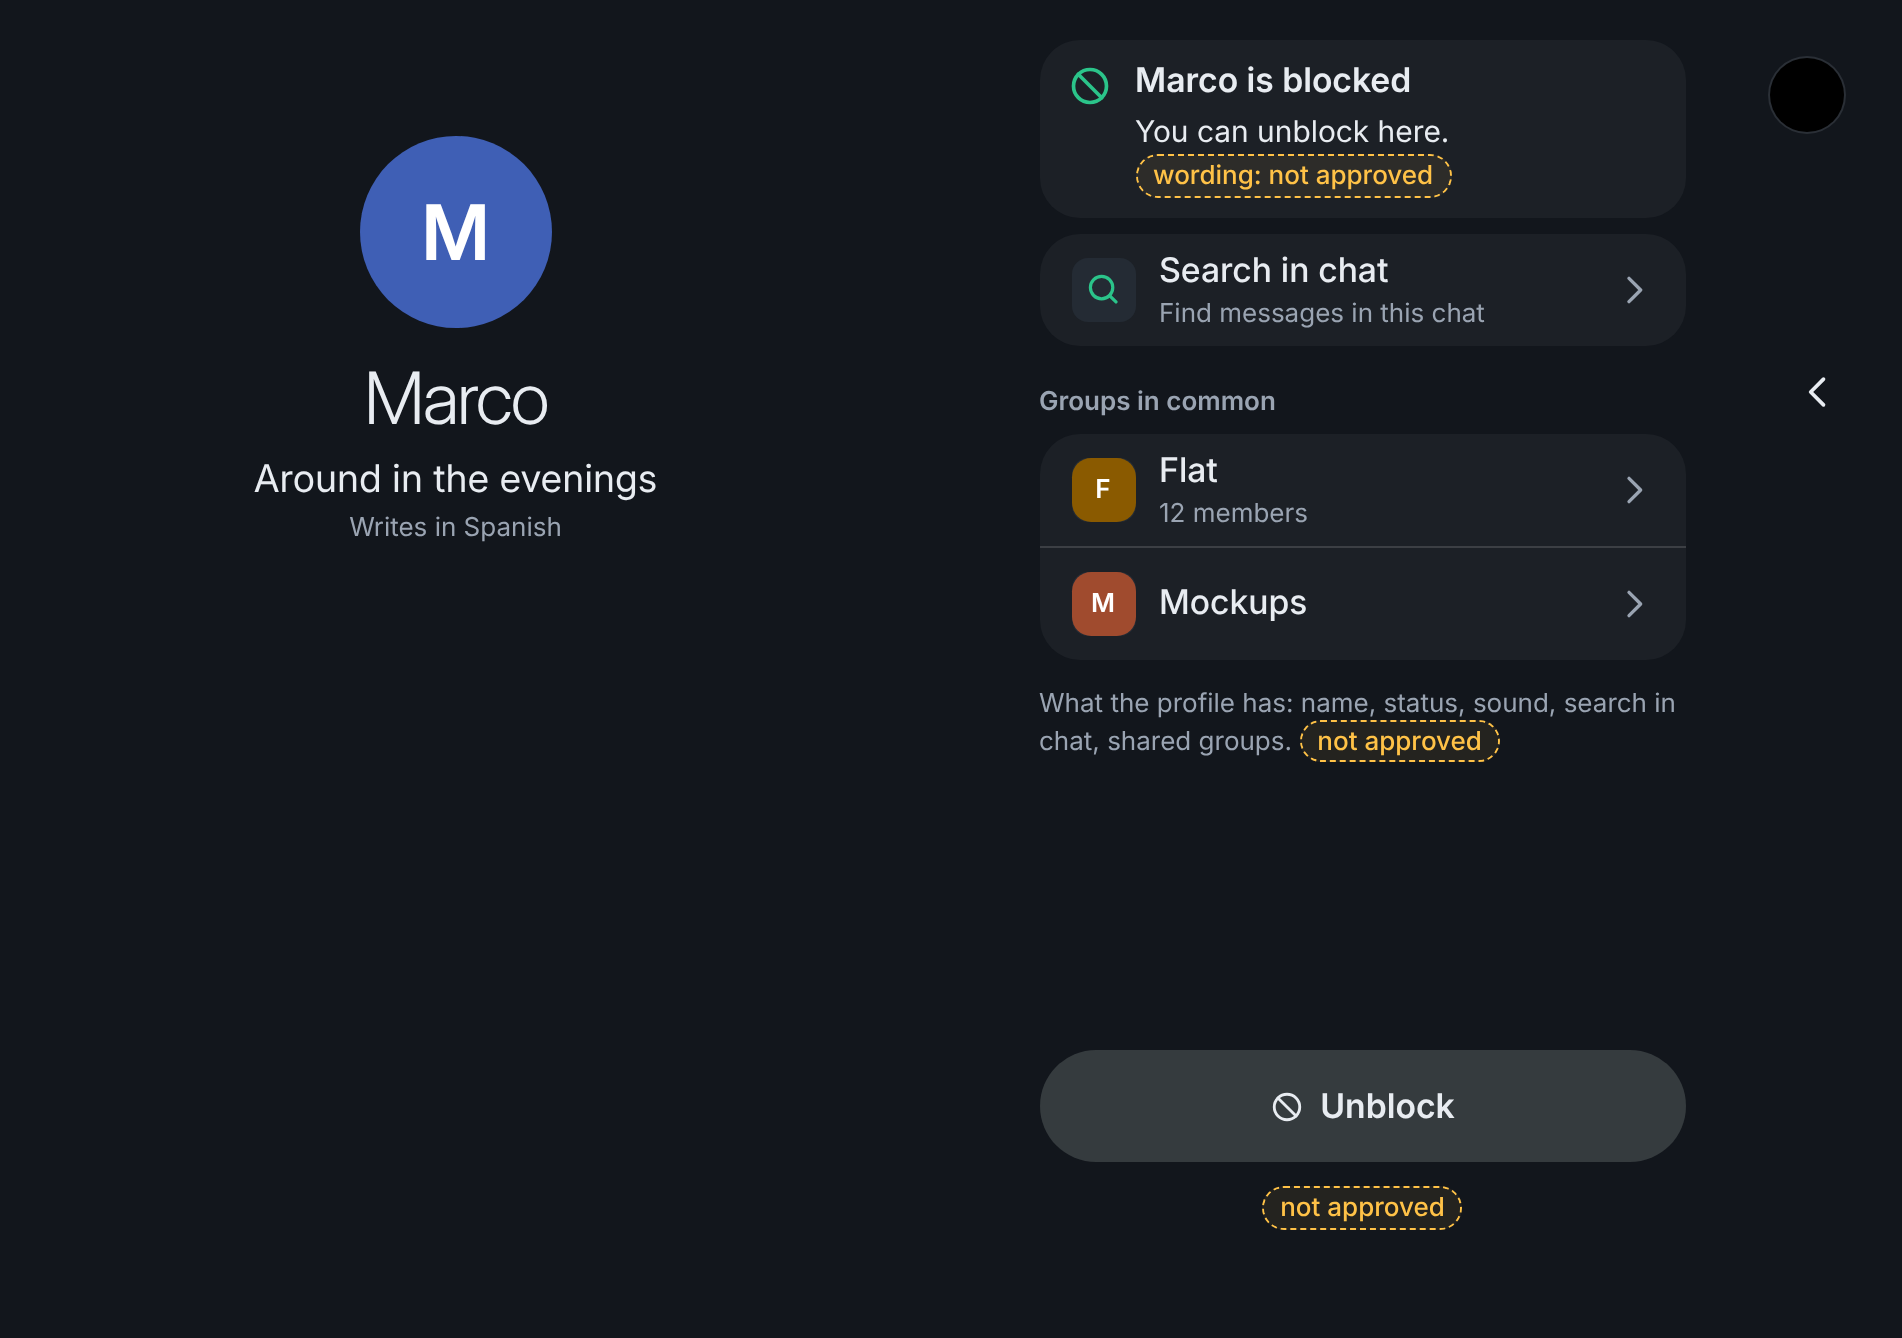 M
Marco
Around in the evenings
Writes in Spanish
Marco is blocked
You can unblock here.
wording: not approved
Search in chat
Find messages in this chat
Groups in common
F
Flat
12 members
M
Mockups
What the profile has: name, status, sound, search in
chat, shared groups. not approved
Unblock
not approved